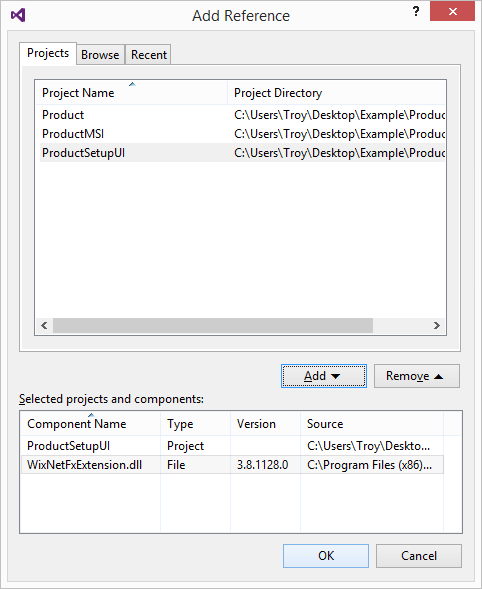 Add Reference
?
Projects Browse Recent
Project Name Project Directory
Product C:\Users\Troy\Desktop\Example\Produc
ProductMSI C:\Users\Troy\Desktop\Example\Produc
ProductSetupUI C:\Users\Troy\Desktop\Example\Produc
Add
Remove
Selected projects and components:
Component Name Type Version Source
ProductSetupUI Project C:\Users\Troy\Deskto...
WixNetFxExtension.dll File 3.8.1128.0 C:\Program Files (x86)...
OK Cancel